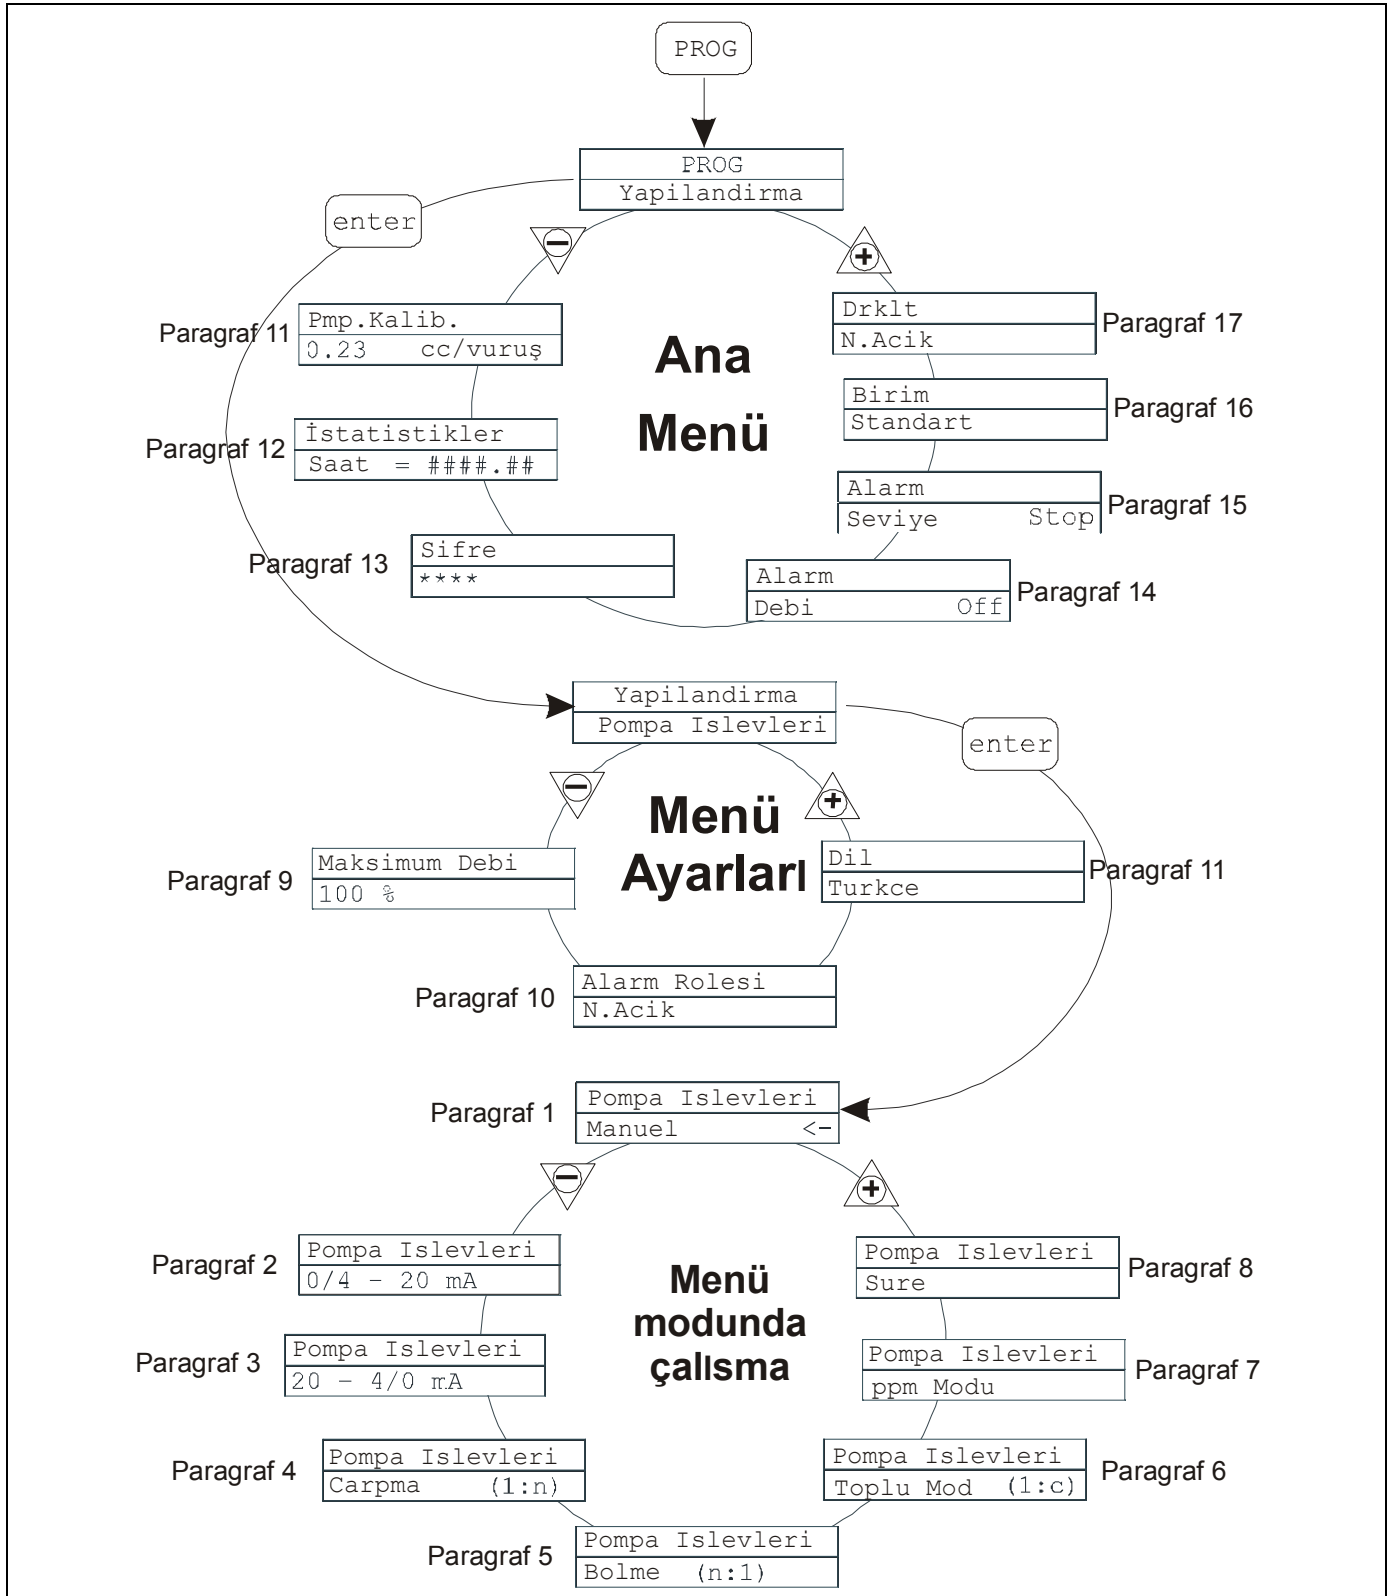 PROG
PROG
Yapilandirma
enter
Paragraf 11
Pmp.Kalib.
0.23 cc/vuruş
Ana
Menü
Drklt
N.Acik
Paragraf 17
Birim
Standart
Paragraf 16
Paragraf 12
İstatistikler
Saat = ####.##
Alarm
Seviye Stop
Paragraf 15
Paragraf 13
Sifre
****
Alarm
Debi Off
Paragraf 14
Yapilandirma
Pompa Islevleri
enter
Menü
Ayarları
Paragraf 9
Maksimum Debi
100 %
Dil
Turkce
Paragraf 11
Paragraf 10
Alarm Rolesi
N.Acik
Paragraf 1
Pompa Islevleri
Manuel <-
Paragraf 2
Pompa Islevleri
0/4 - 20 mA
Menü
modunda
çalısma
Pompa Islevleri
Sure
Paragraf 8
Paragraf 3
Pompa Islevleri
20 - 4/0 mA
Pompa Islevleri
ppm Modu
Paragraf 7
Paragraf 4
Pompa Islevleri
Carpma (1:n)
Pompa Islevleri
Toplu Mod (1:c)
Paragraf 6
Paragraf 5
Pompa Islevleri
Bolme (n:1)